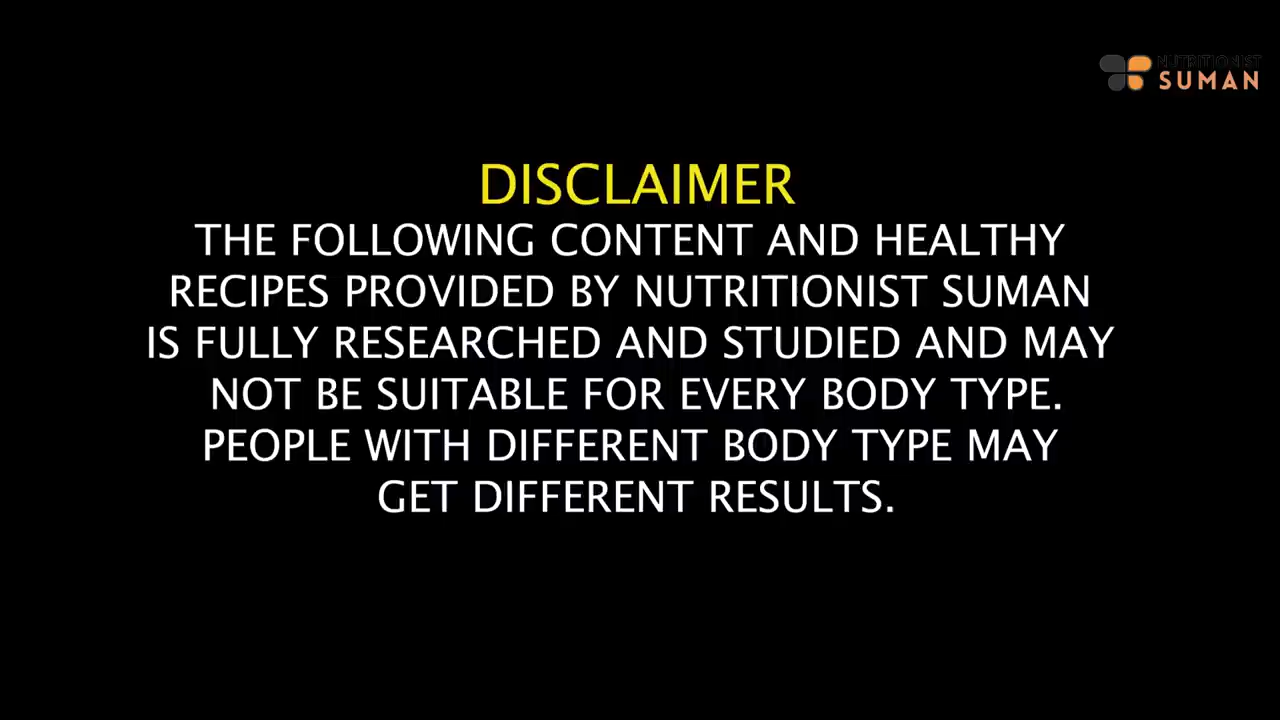 NUTRITIONIST
SUMAN
DISCLAIMER
THE FOLLOWING CONTENT AND HEALTHY
RECIPES PROVIDED BY NUTRITIONIST SUMAN
IS FULLY RESEARCHED AND STUDIED AND MAY
NOT BE SUITABLE FOR EVERY BODY TYPE.
PEOPLE WITH DIFFERENT BODY TYPE MAY
GET DIFFERENT RESULTS.